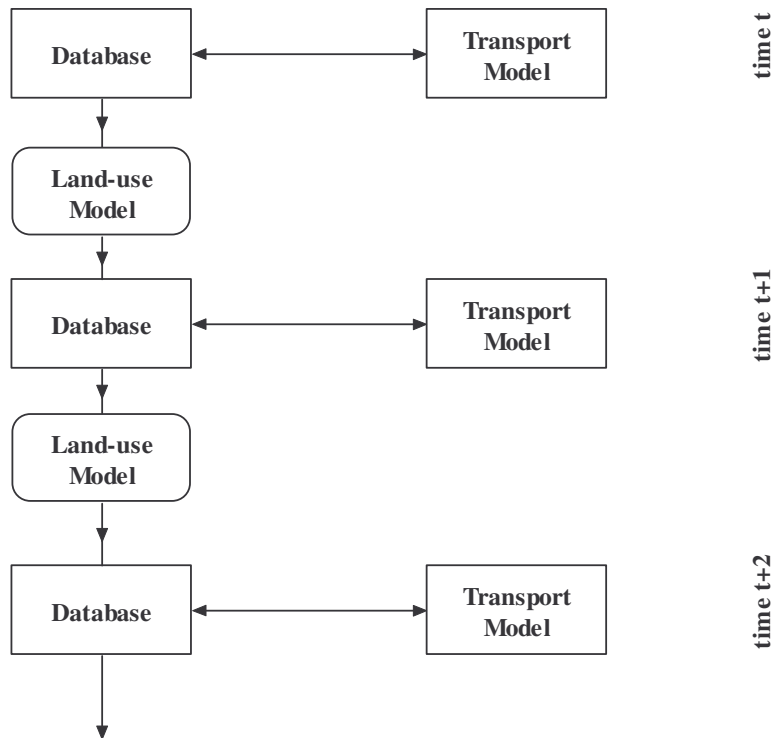 Database
Transport
Model
time t
Land-use
Model
Database
Transport
Model
time t+1
Land-use
Model
Database
Transport
Model
time t+2